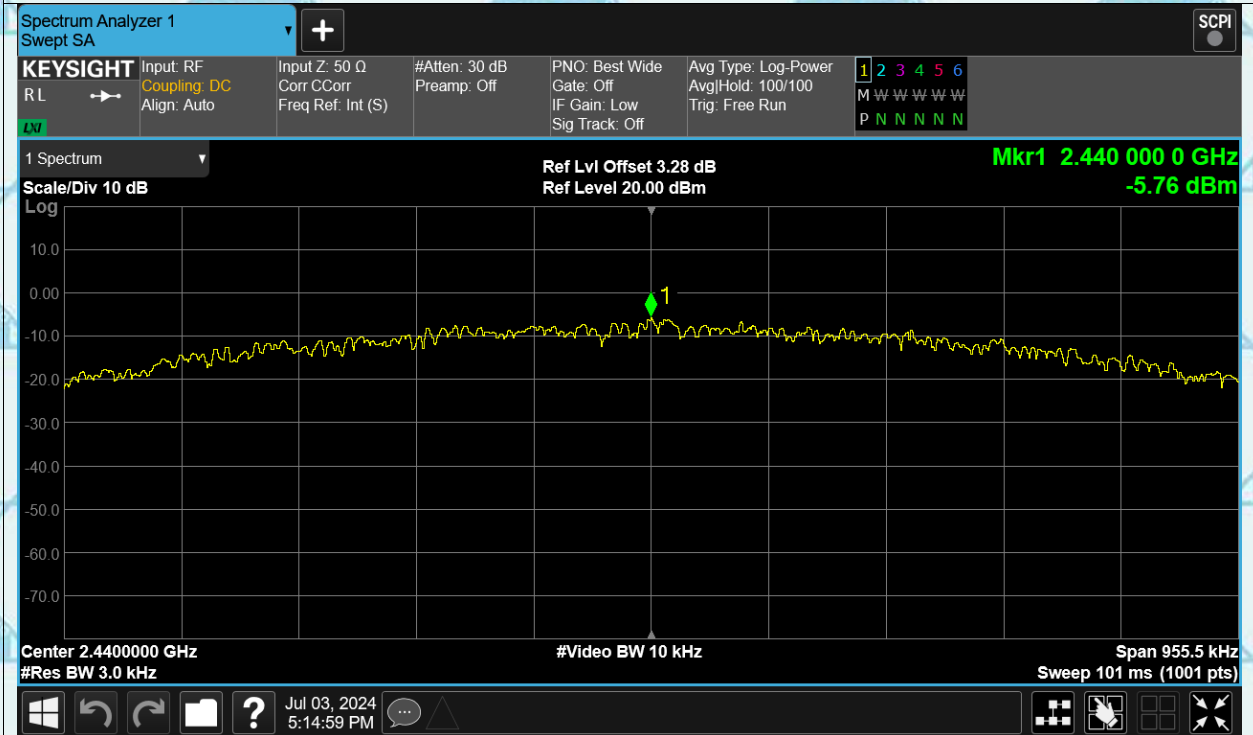 Spectrum Analyzer 1
Swept SA
+
SCPI
KEYSIGHT
R L
LXI
Input: RF
Coupling: DC
Align: Auto
Input Z: 50 Ω
Corr CCorr
Freq Ref: Int (S)
#Atten: 30 dB
Preamp: Off
PNO: Best Wide
Gate: Off
IF Gain: Low
Sig Track: Off
Avg Type: Log-Power
Avg|Hold: 100/100
Trig: Free Run
1 2 3 4 5 6
M W W W W W
P N N N N N
1 Spectrum
Scale/Div 10 dB
Log
Ref Lvl Offset 3.28 dB
Ref Level 20.00 dBm
Mkr1 2.440 000 0 GHz
-5.76 dBm
10.0
0.00
-10.0
-20.0
-30.0
-40.0
-50.0
-60.0
-70.0
1
Center 2.4400000 GHz
#Res BW 3.0 kHz
#Video BW 10 kHz
Span 955.5 kHz
Sweep 101 ms (1001 pts)
?
Jul 03, 2024
5:14:59 PM